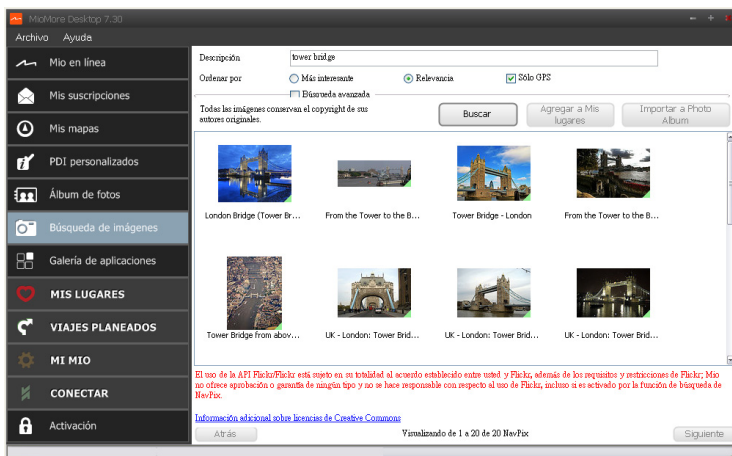 MioMore Desktop 7.30
Archivo Ayuda
Mio en línea
Mis suscripciones
Mis mapas
PDI personalizados
Álbum de fotos
Búsqueda de imágenes
Galería de aplicaciones
MIS LUGARES
VIAJES PLANEADOS
MI MIO
CONECTAR
Activación
Descripción tower bridge
Ordenar por Más interesante Relevancia Sólo GPS
Búsqueda avanzada
Todas las imágenes conservan el copyright de sus
autores originales.
Buscar
Agregar a Mis
lugares
Importar a Photo
Album
London Bridge (Tower Br... From the Tower to the B... Tower Bridge - London From the Tower to the B...
Tower Bridge from abov... UK - London: Tower Brid... UK - London: Tower Brid... UK - London: Tower Brid...
El uso de la API Flickr/Flickr está sujeto en su totalidad al acuerdo establecido entre usted y Flickr, además de los requisitos y restricciones de Flickr; Mio
no ofrece aprobación o garantía de ningún tipo y no se hace responsable con respecto al uso de Flickr, incluso si es activado por la función de búsqueda de
NavPix.
Información adicional sobre licencias de Creative Commons
Atrás Visualizando de 1 a 20 de 20 NavPix Siguiente